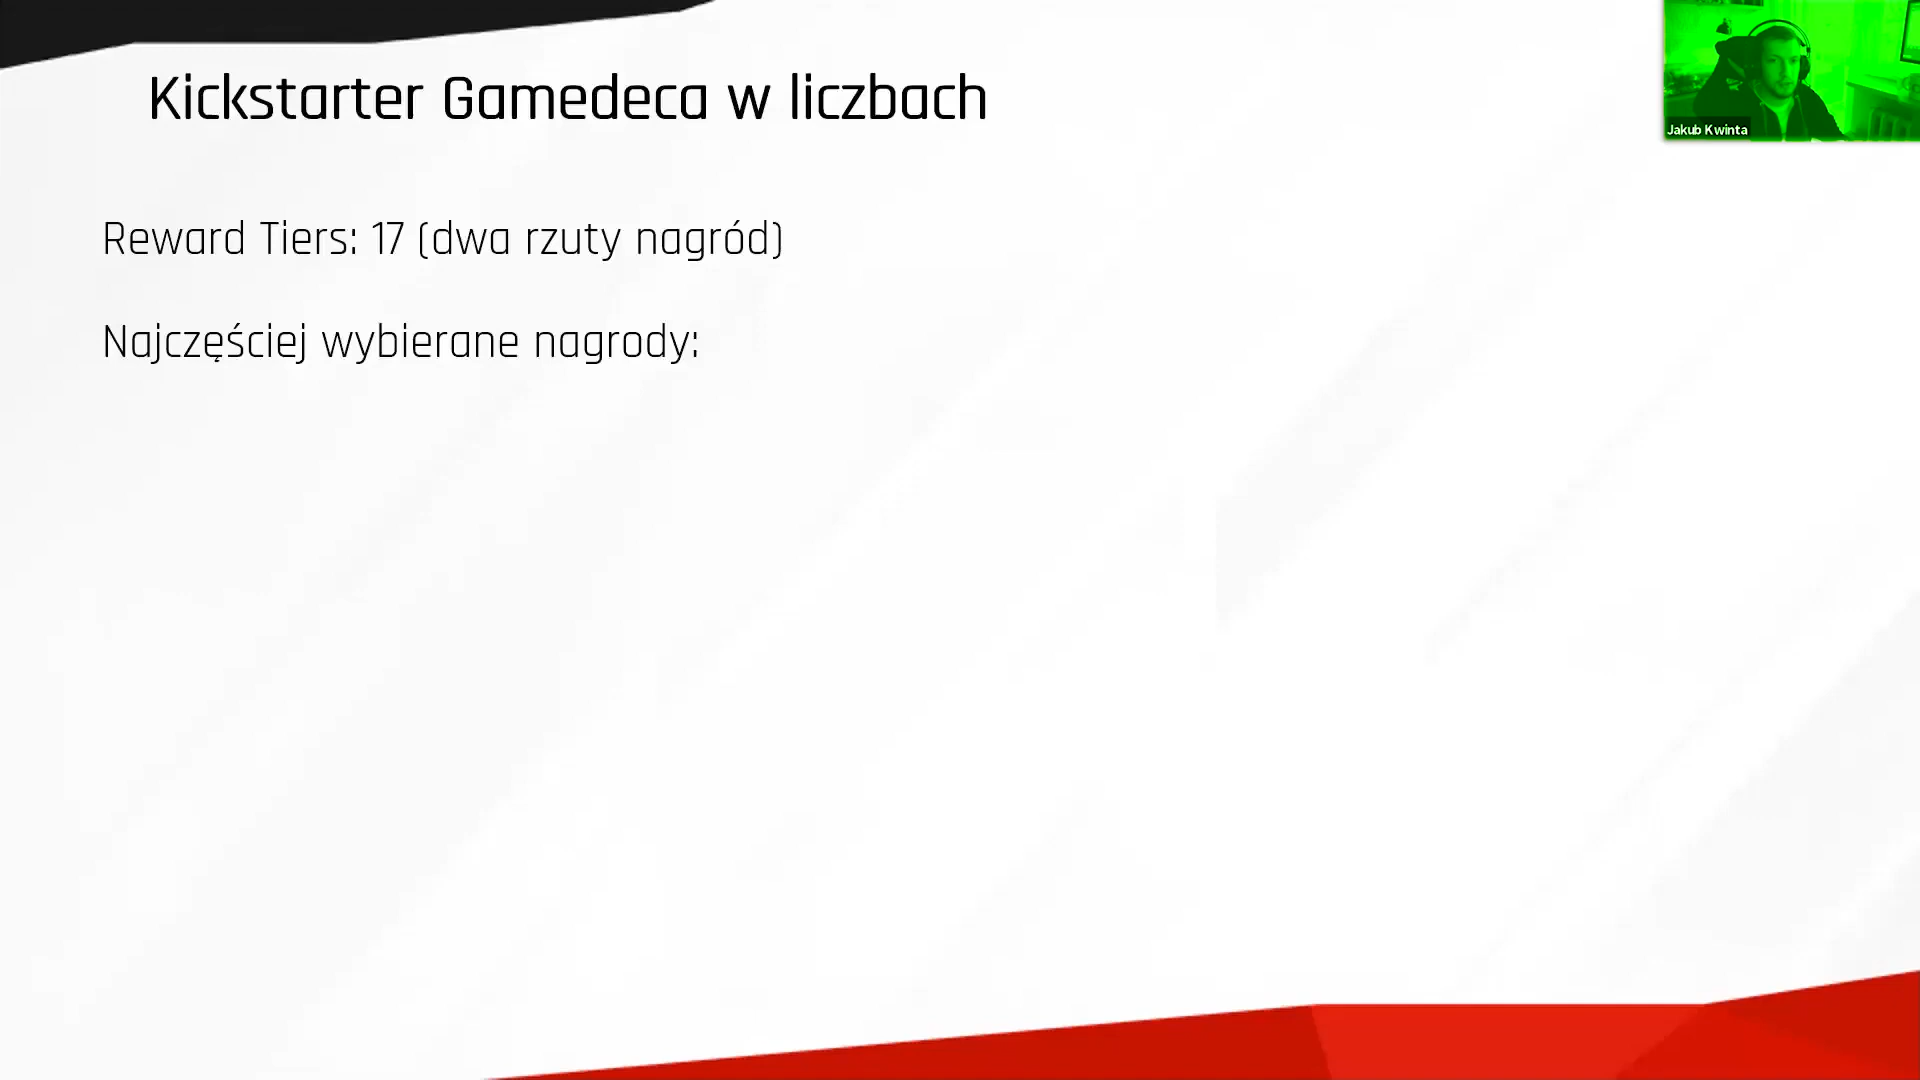 Kickstarter Gamedeca w liczbach
Jakub Kwinta
Reward Tiers: 17 (dwa rzuty nagród)
Najczęściej wybierane nagrody: